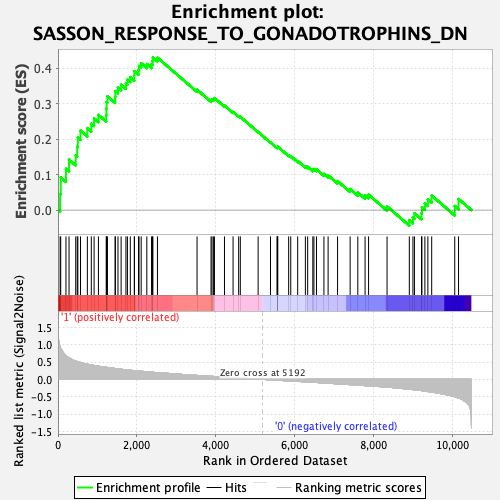 Enrichment plot:
SASSON_RESPONSE_TO_GONADOTROPHINS_DN
Enrichment score (ES)
0.4
0.3
0.2
0.1
0.0
'1' (positively correlated)
Ranked list metric (Signal2Noise)
1.5
1.0
0.5
0.0
-0.5
-1.0
-1.5
Zero cross at 5192
'0' (negatively correlated)
0
2,000
4,000
6,000
8,000
10,000
Rank in Ordered Dataset
Enrichment profile
Hits
Ranking metric scores